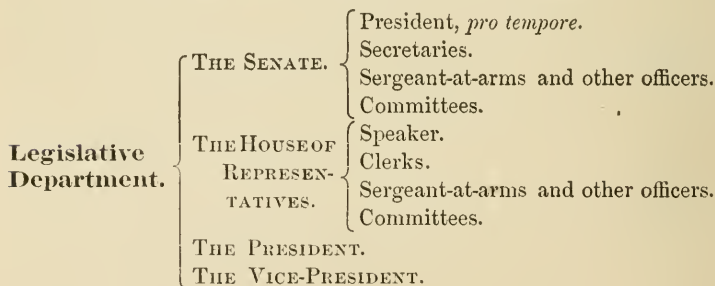 Legislative Department.
THE SENATE.
President, pro tempore.
Secretaries.
Sergeant-at-arms and other officers.
Committees.
THE HOUSE OF REPRESEN-
TATIVES.
Speaker.
Clerks.
Sergeant-at-arms and other officers.
Committees.
THE PRESIDENT.
THE VICE-PRESIDENT.